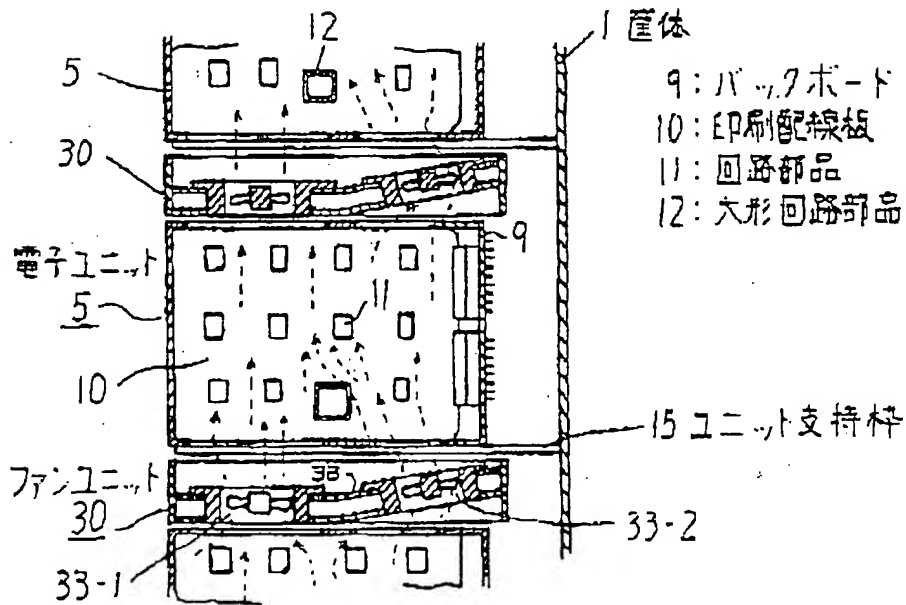 12
1 筐体
5
9: バックボード
10: 印刷配線板
11: 回路部品
12: 大形回路部品
30
9
電子ユニット
5
11
10
15 ユニット支持枠
ファンユニット
38
30
33-2
33-1